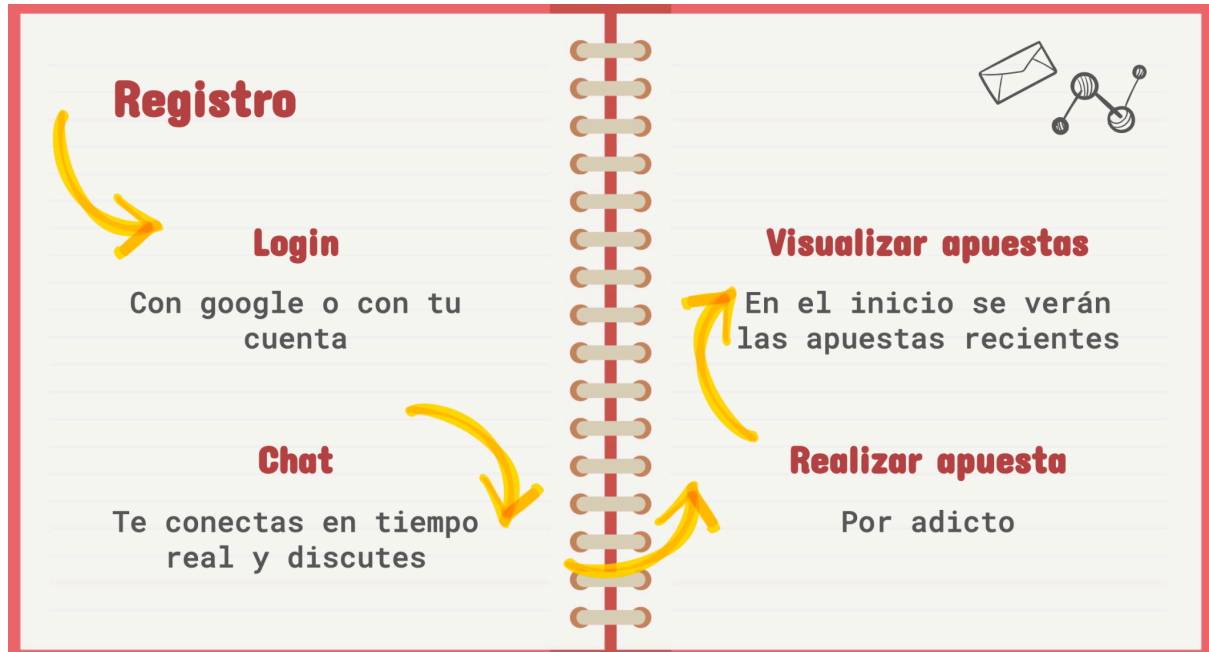 Registro
Login
Con google o con tu
cuenta
Chat
Te conectas en tiempo
real y discutes
Visualizar apuestas
En el inicio se verán
las apuestas recientes
Realizar apuesta
Por adicto